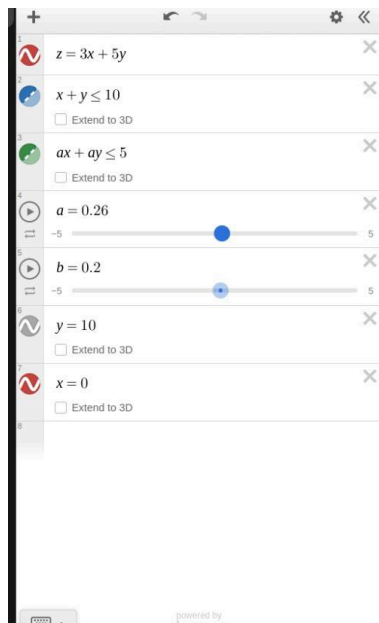 1
z = 3x + 5y
2
x + y ≤ 10
Extend to 3D
3
ax + ay ≤ 5
Extend to 3D
4
a = 0.26
−5 5
5
b = 0.2
−5 5
6
y = 10
Extend to 3D
7
x = 0
Extend to 3D
8
powered by